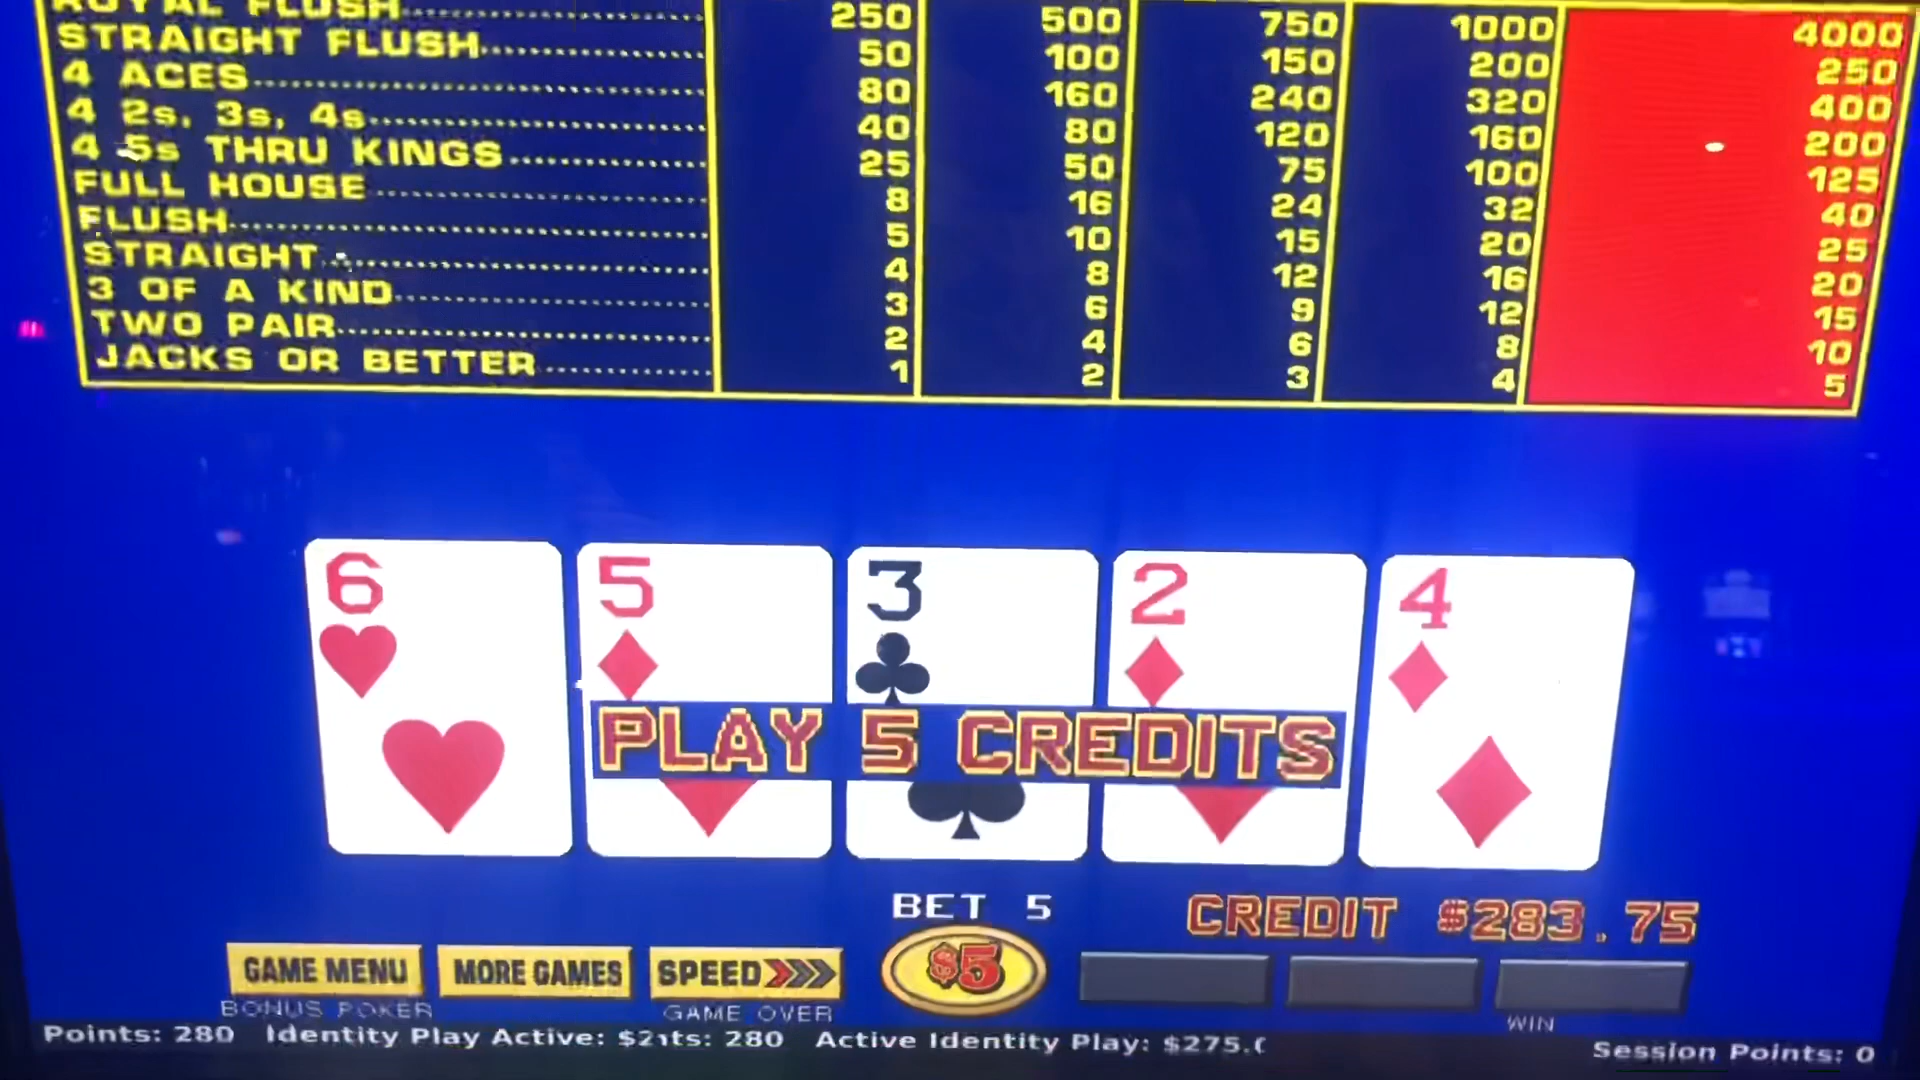 ROYAL FLUSH 250 500 750 1000 4000
STRAIGHT FLUSH 50 100 150 200 250
4 ACES 80 160 240 320 400
4 2s, 3s, 4s 40 80 120 160 200
4 5s THRU KINGS 25 50 75 100 125
FULL HOUSE 8 16 24 32 40
FLUSH 5 10 15 20 25
STRAIGHT 4 8 12 16 20
3 OF A KIND 3 6 9 12 15
TWO PAIR 2 4 6 8 10
JACKS OR BETTER 1 2 3 4 5
6 5 3 2 4
PLAY 5 CREDITS
BET 5 CREDIT $283.75
GAME MENU MORE GAMES SPEED $5
BONUS POKER GAME OVER WIN
Points: 280 Identity Play Active: $21ts: 280 Active Identity Play: $275.( Session Points: 0